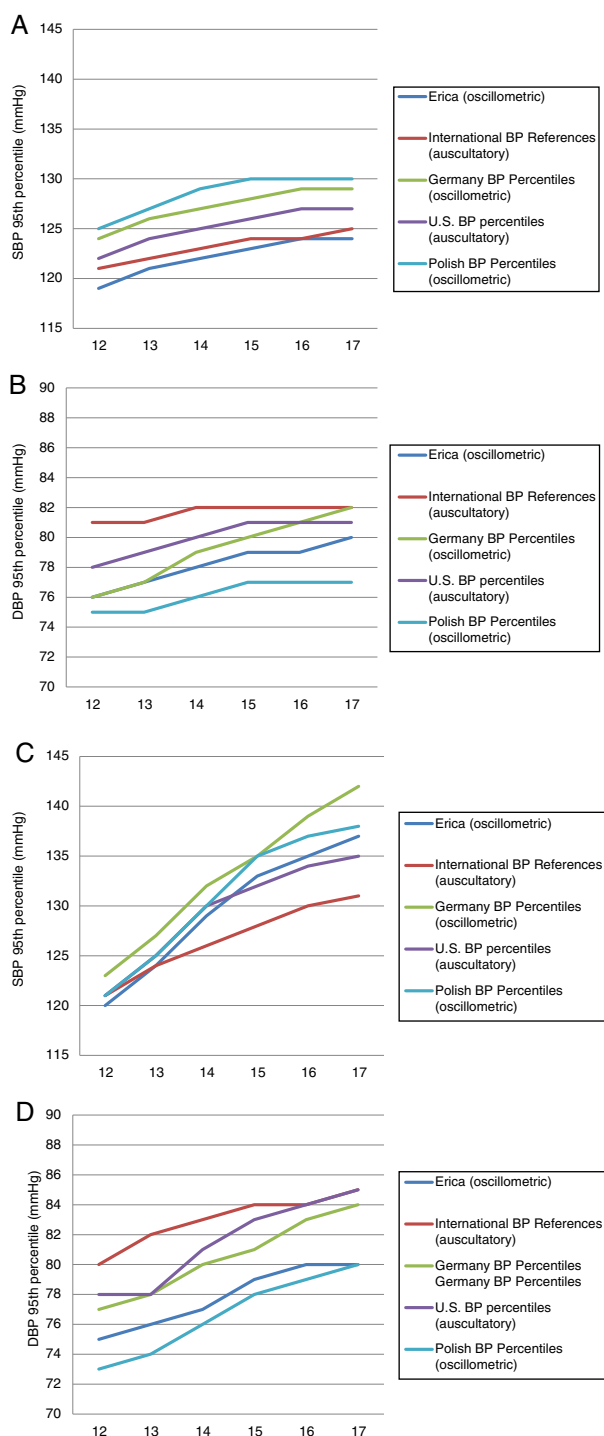 A
SBP 95th percentile (mmHg)
145
140
135
130
125
120
115
12 13 14 15 16 17
Erica (oscillometric)
International BP References
(auscultatory)
Germany BP Percentiles
(oscillometric)
U.S. BP percentiles
(auscultatory)
Polish BP Percentiles
(oscillometric)
B
DBP 95th percentile (mmHg)
90
88
86
84
82
80
78
76
74
72
70
12 13 14 15 16 17
Erica (oscillometric)
International BP References
(auscultatory)
Germany BP Percentiles
(oscillometric)
U.S. BP percentiles
(auscultatory)
Polish BP Percentiles
(oscillometric)
C
SBP 95th percentile (mmHg)
145
140
135
130
125
120
115
12 13 14 15 16 17
Erica (oscillometric)
International BP References
(auscultatory)
Germany BP Percentiles
(oscillometric)
U.S. BP percentiles
(auscultatory)
Polish BP Percentiles
(oscillometric)
D
DBP 95th percentile (mmHg)
90
88
86
84
82
80
78
76
74
72
70
12 13 14 15 16 17
Erica (oscillometric)
International BP References
(auscultatory)
Germany BP Percentiles
Germany BP Percentiles
U.S. BP percentiles
(auscultatory)
Polish BP Percentiles
(oscillometric)